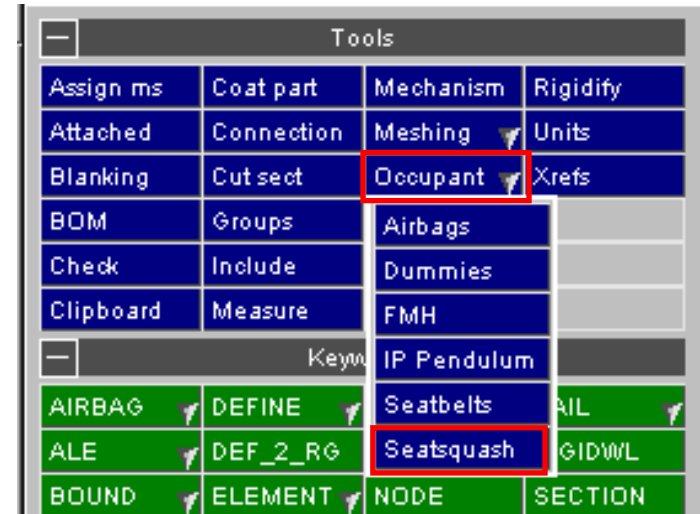 Tools
Assign ms Coat part Mechanism Rigidify
Attached Connection Meshing Units
Blanking Cut sect Occupant Xrefs
BOM Groups Airbags
Check Include Dummies
Clipboard Measure FMH
Keyw IP Pendulum
AIRBAG DEFINE Seatbelts AIL
ALE DEF_2_RG Seatsquash GIDWL
BOUND ELEMENT NODE SECTION